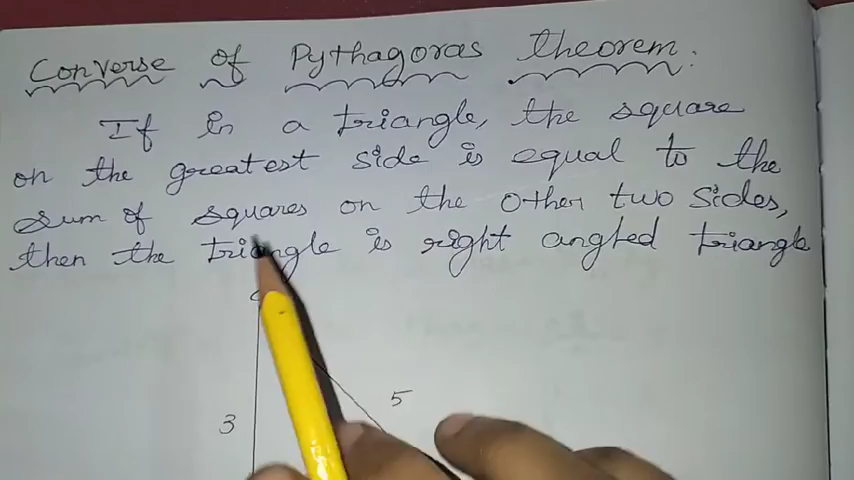 Converse of Pythagoras theorem.
If in a triangle, the square
on the greatest side is equal to the
sum of squares on the other two sides,
then the triangle is right angled triangle
3
5